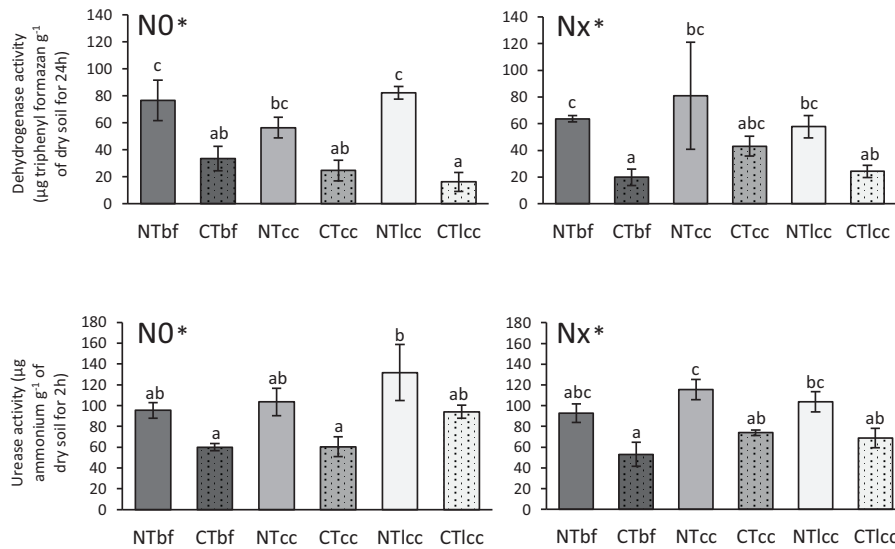 Dehydrogenase activity
(µg triphenyl formazan g-1
of dry soil for 24h)
N0*
140
120
100
80
60
40
20
0
c
ab
bc
ab
c
a
NTbf CTbf NTcc CTcc NTlcc CTlcc
Nx*
140
120
100
80
60
40
20
0
c
a
bc
abc
bc
ab
NTbf CTbf NTcc CTcc NTlcc CTlcc
Urease activity (µg
ammonium g-1 of
dry soil for 2h)
N0*
180
160
140
120
100
80
60
40
20
0
ab
a
ab
a
b
ab
NTbf CTbf NTcc CTcc NTlcc CTlcc
Nx*
180
160
140
120
100
80
60
40
20
0
abc
a
c
ab
bc
ab
NTbf CTbf NTcc CTcc NTlcc CTlcc